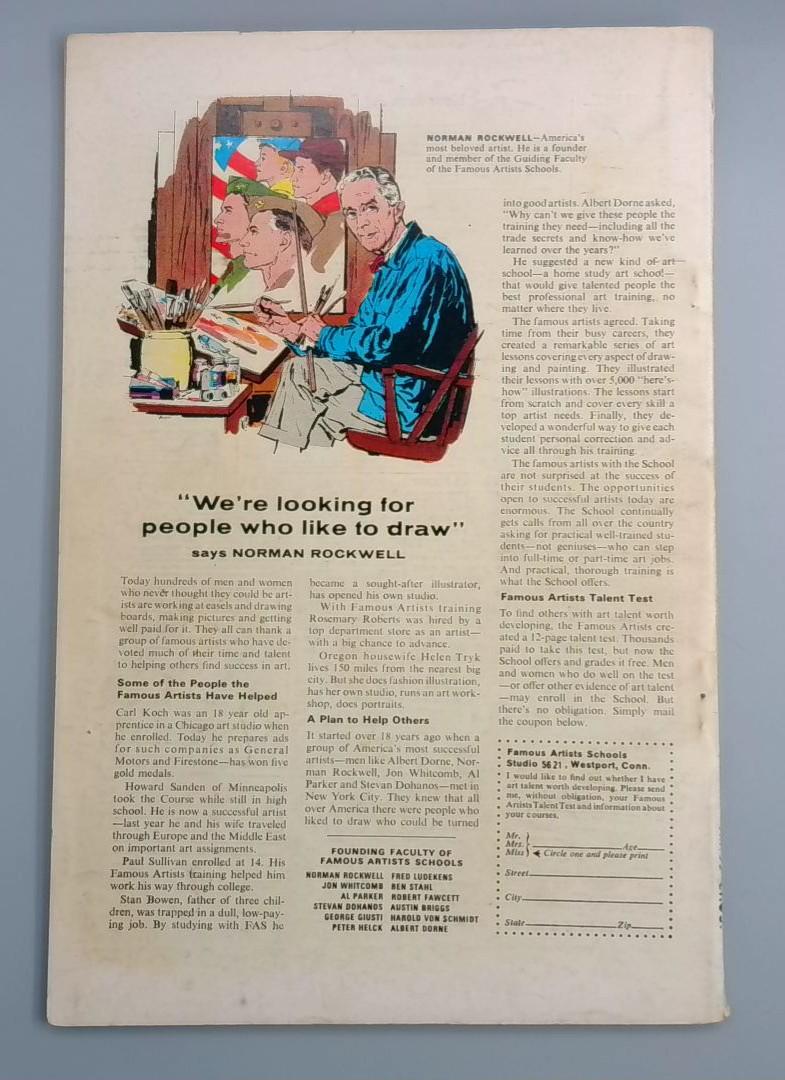 NORMAN ROCKWELL—America's
most beloved artist. He is a founder
and member of the Guiding Faculty
of the Famous Artists Schools.
"We're looking for
people who like to draw"
says NORMAN ROCKWELL
Today hundreds of men and women
who never thought they could be art-
ists are working at easels and drawing
boards, making pictures and getting
well paid for it. They all can thank a
group of famous artists who have de-
voted much of their time and talent
to helping others find success in art.
Some of the People the
Famous Artists Have Helped
Carl Koch was an 18 year old ap-
prentice in a Chicago art studio when
he enrolled. Today he prepares ads
for such companies as General
Motors and Firestone—has won five
gold medals.
Howard Sanden of Minneapolis
took the Course while still in high
school. He is now a successful artist
—last year he and his wife traveled
through Europe and the Middle East
on important art assignments.
Paul Sullivan enrolled at 14. His
Famous Artists training helped him
work his way through college.
Stan Bowen, father of three chil-
dren, was trapped in a dull, low-pay-
ing job. By studying with FAS he
became a sought-after illustrator,
has opened his own studio.
With Famous Artists training
Rosemary Roberts was hired by a
top department store as an artist—
with a big chance to advance.
Oregon housewife Helen Tryk
lives 150 miles from the nearest big
city. But she does fashion illustration,
has her own studio, runs an art work-
shop, does portraits.
A Plan to Help Others
It started over 18 years ago when a
group of America's most successful
artists—men like Albert Dorne, Nor-
man Rockwell, Jon Whitcomb, Al
Parker and Stevan Dohanos—met in
New York City. They knew that all
over America there were people who
liked to draw who could be turned
FOUNDING FACULTY OF
FAMOUS ARTISTS SCHOOLS
NORMAN ROCKWELL FRED LUDEKENS
JON WHITCOMB BEN STAHL
AL PARKER ROBERT FAWCETT
STEVAN DOHANOS AUSTIN BRIGGS
GEORGE GIUSTI HAROLD VON SCHMIDT
PETER HELCK ALBERT DORNE
into good artists. Albert Dorne asked,
"Why can't we give these people the
training they need—including all the
trade secrets and know-how we've
learned over the years?"
He suggested a new kind of art
school—a home study art school—
that would give talented people the
best professional art training, no
matter where they live.
The famous artists agreed. Taking
time from their busy careers, they
created a remarkable series of art
lessons covering every aspect of draw-
ing and painting. They illustrated
their lessons with over 5,000 "here's-
how" illustrations. The lessons start
from scratch and cover every skill a
top artist needs. Finally, they de-
veloped a wonderful way to give each
student personal correction and ad-
vice all through his training.
The famous artists with the School
are not surprised at the success of
their students. The opportunities
open to successful artists today are
enormous. The School continually
gets calls from all over the country
asking for practical well-trained stu-
dents—not geniuses—who can step
into full-time or part-time art jobs.
And practical, thorough training is
what the School offers.
Famous Artists Talent Test
To find others with art talent worth
developing, the Famous Artists cre-
ated a 12-page talent test. Thousands
paid to take this test, but now the
School offers and grades it free. Men
and women who do well on the test
—or offer other evidence of art talent
—may enroll in the School. But
there's no obligation. Simply mail
the coupon below.
Famous Artists Schools
Studio 5621, Westport, Conn.
I would like to find out whether I have
art talent worth developing. Please send
me, without obligation, your Famous
Artists Talent Test and information about
your courses.
Mr.
Mrs. Age
Miss Circle one and please print
Street
City
State Zip